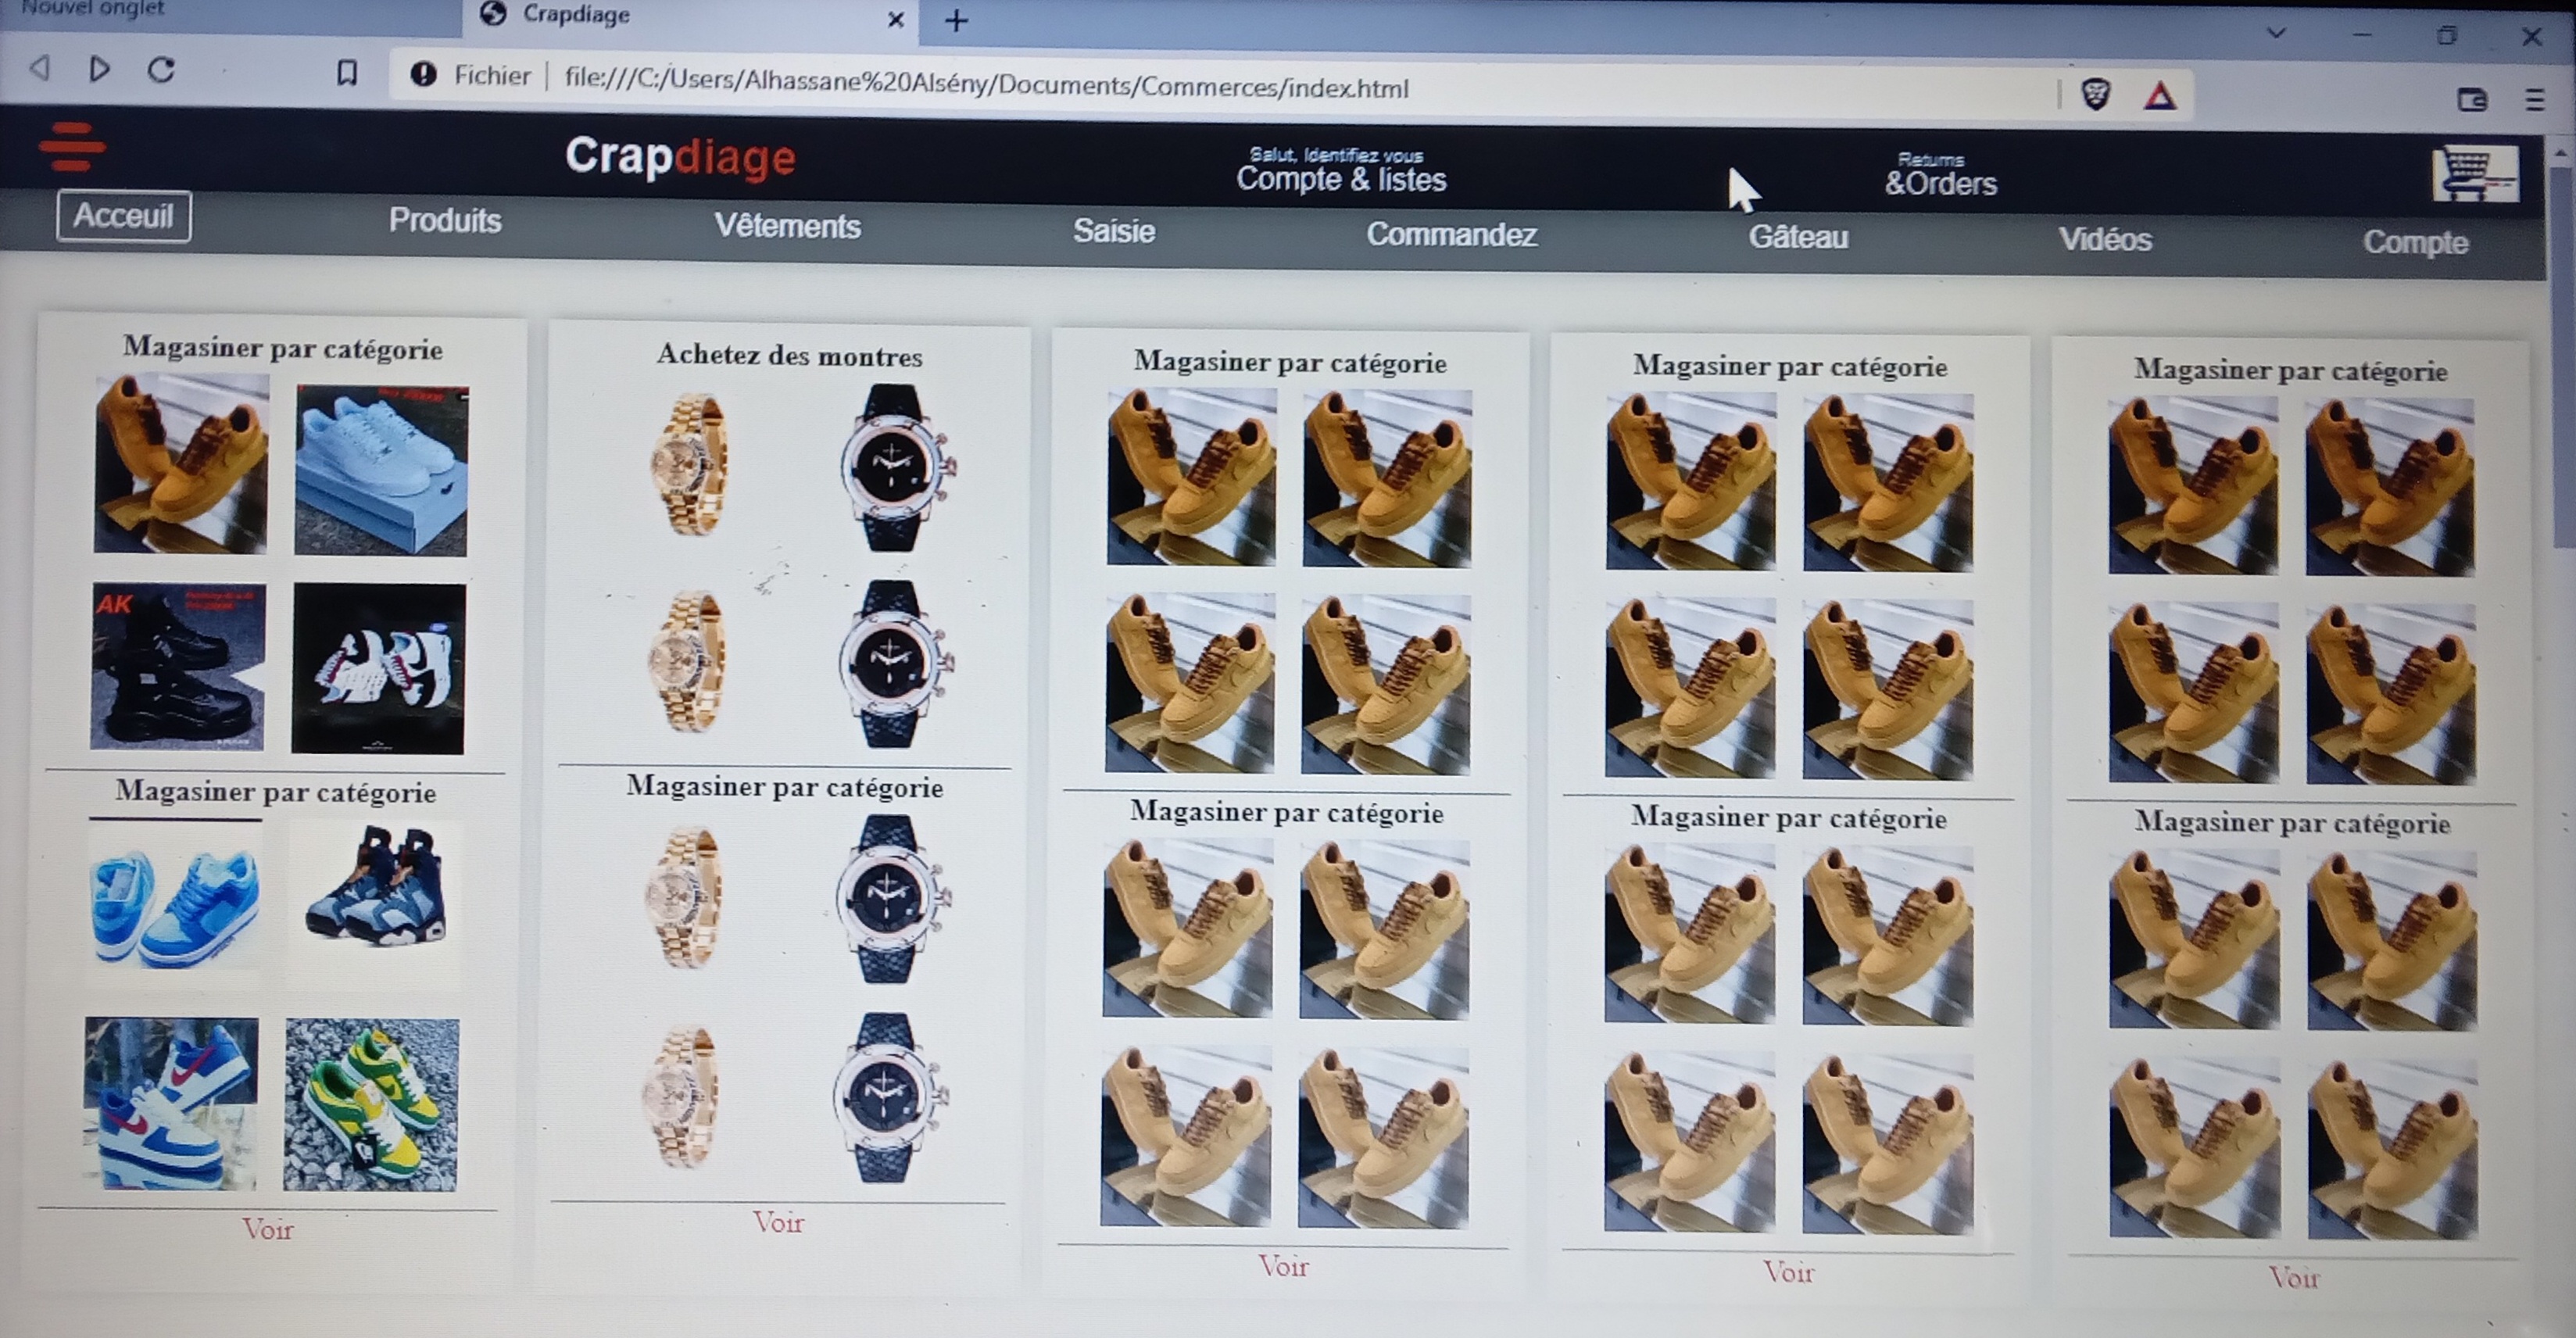 Nouvel onglet
Crapdiage
Fichier
file:///C:/Users/Alhassane%20Alsény/Documents/Commerces/index.html
Crapdiage
Salut, Identifiez vous
Compte & listes
Returns
&Orders
Acceuil
Produits
Vêtements
Saisie
Commandez
Gâteau
Vidéos
Compte
Magasiner par catégorie
Achetez des montres
Magasiner par catégorie
Magasiner par catégorie
Magasiner par catégorie
AK
Magasiner par catégorie
Magasiner par catégorie
Magasiner par catégorie
Magasiner par catégorie
Magasiner par catégorie
Voir
Voir
Voir
Voir
Voir